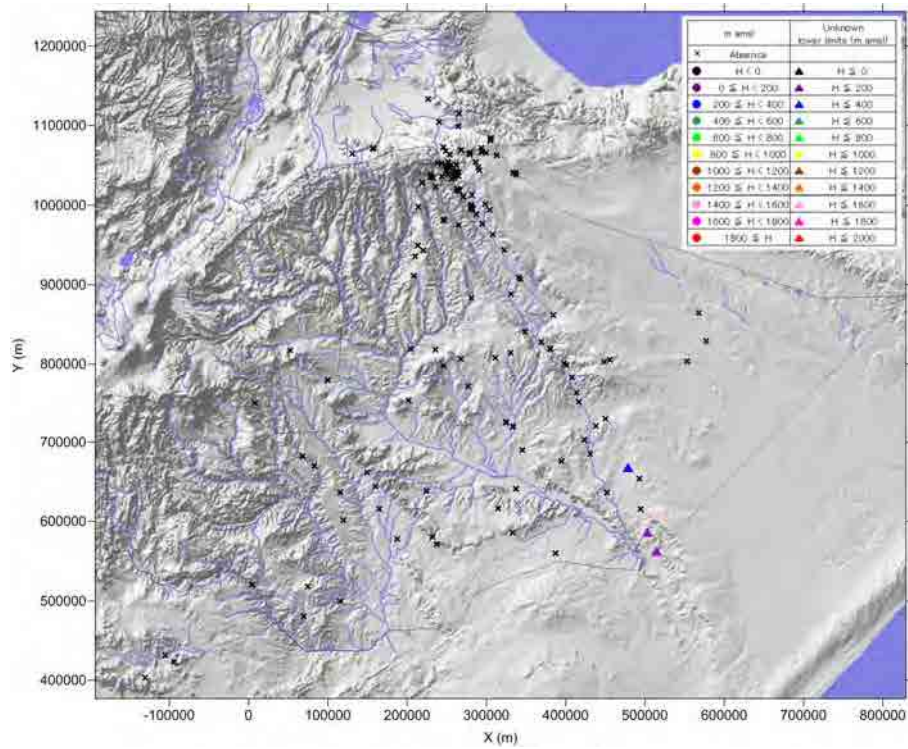 m amsl
Unknown
lower limits (m amsl)
Absence
H < 0
H ≦ 0
0 ≦ H < 200
H ≦ 200
200 ≦ H < 400
H ≦ 400
400 ≦ H < 600
H ≦ 600
600 ≦ H < 800
H ≦ 800
800 ≦ H < 1000
H ≦ 1000
1000 ≦ H < 1200
H ≦ 1200
1200 ≦ H < 1400
H ≦ 1400
1400 ≦ H < 1600
H ≦ 1600
1600 ≦ H < 1800
H ≦ 1800
1800 ≦ H
H ≦ 2000
1200000
1100000
1000000
900000
800000
700000
600000
500000
400000
Y (m)
-100000 0 100000 200000 300000 400000 500000 600000 700000 800000
X (m)